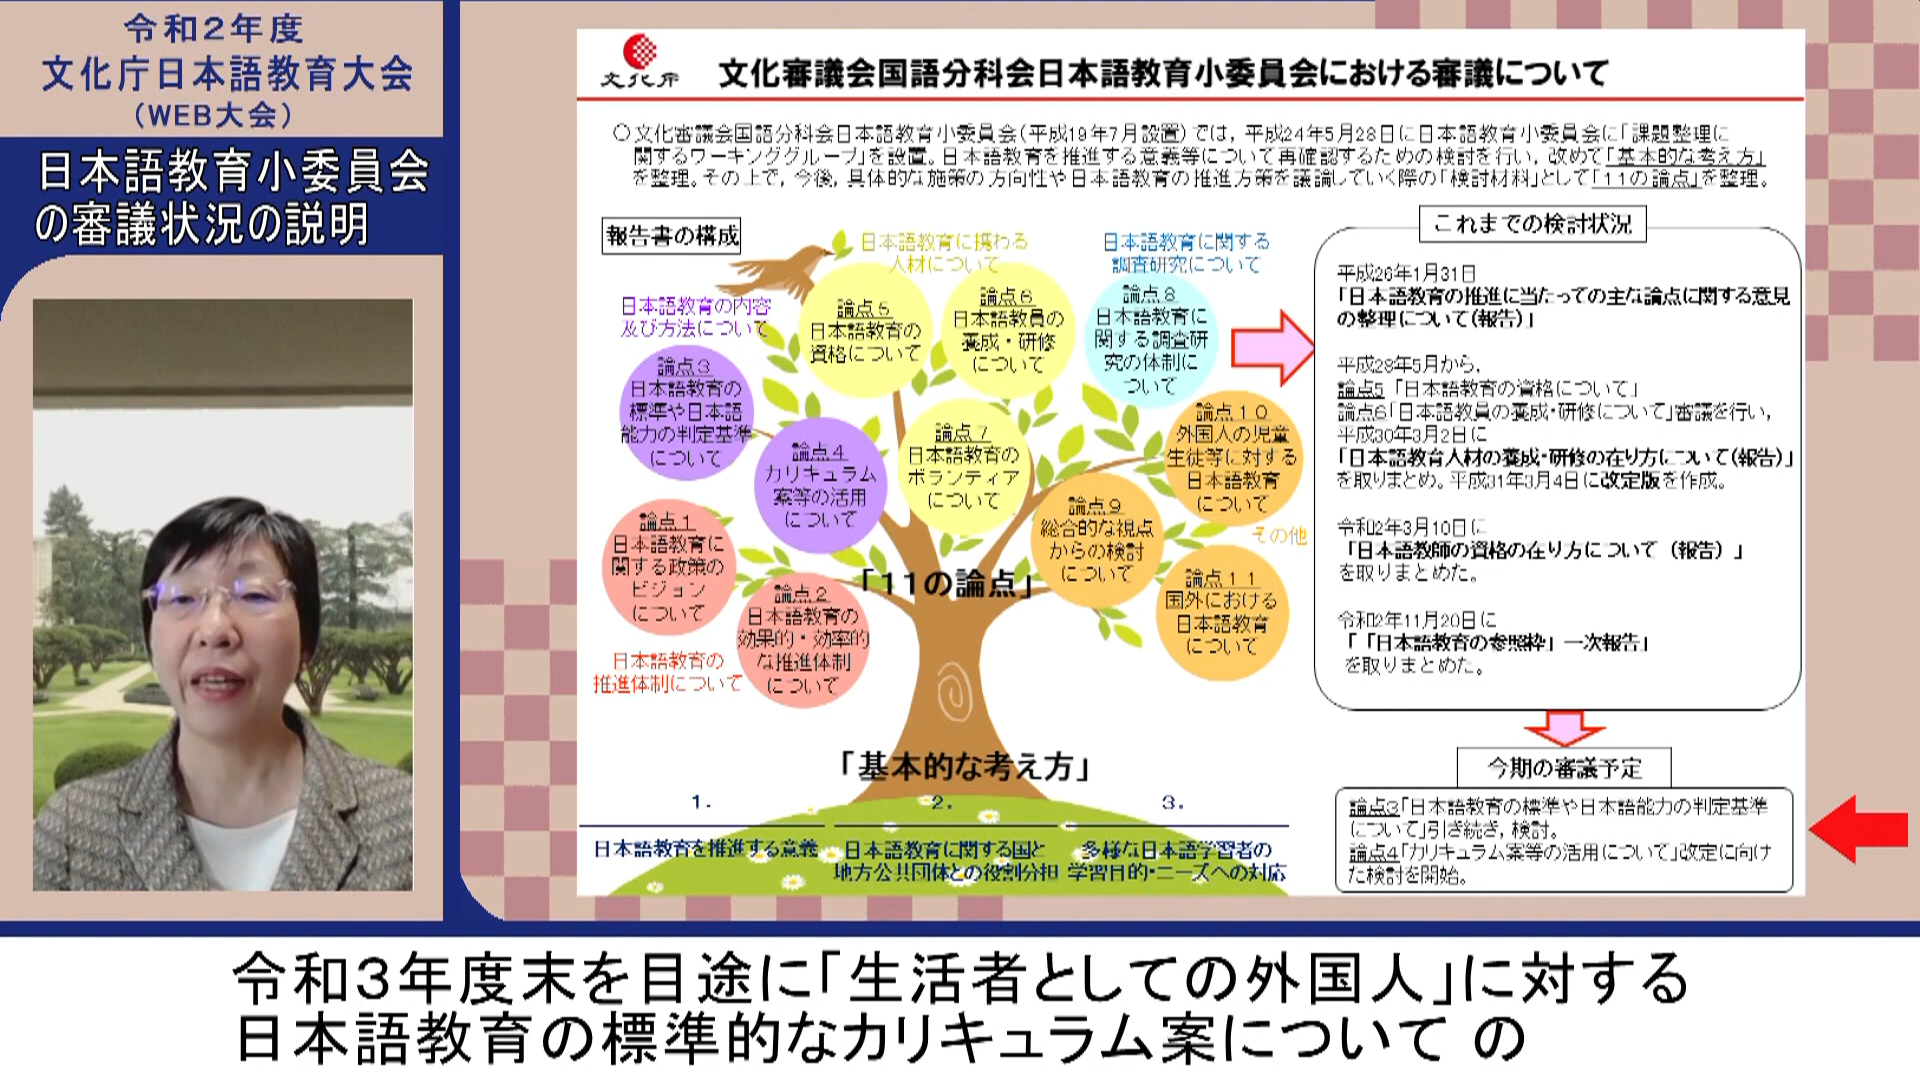 令和2年度
文化庁日本語教育大会
(WEB大会)
日本語教育小委員会
の審議状況の説明
文化庁
文化審議会国語分科会日本語教育小委員会における審議について
○文化審議会国語分科会日本語教育小委員会(平成19年7月設置)では,平成24年5月28日に日本語教育小委員会に「課題整理に
関するワーキンググループ」を設置。日本語教育を推進する意義等について再確認するための検討を行い,改めて「基本的な考え方」
を整理。その上で,今後,具体的な施策の方向性や日本語教育の推進方策を議論していく際の「検討材料」として「11の論点」を整理。
報告書の構成
日本語教育に携わる
人材について
日本語教育に関する
調査研究について
日本語教育の内容
及び方法について
論点5
日本語教育の
資格について
論点6
日本語教員の
養成・研修
について
論点8
日本語教育に
関する調査研
究の体制に
ついて
論点3
日本語教育の
標準や日本語
能力の判定基準
について
論点4
カリキュラム
案等の活用
について
論点7
日本語教育の
ボランティア
について
論点10
外国人の児童
生徒等に対する
日本語教育
について
論点9
総合的な視点
からの検討
について
その他
論点1
日本語教育に
関する政策の
ビジョン
について
論点2
日本語教育の
効果的・効率的
な推進体制
について
論点11
国外における
日本語教育
について
日本語教育の
推進体制について
「11の論点」
「基本的な考え方」
1.
日本語教育を推進する意義
2.
日本語教育に関する国と
地方公共団体との役割分担
3.
多様な日本語学習者の
学習目的・ニーズへの対応
これまでの検討状況
平成26年1月31日
「日本語教育の推進に当たっての主な論点に関する意見
の整理について(報告)」
平成28年5月から,
論点5「日本語教育の資格について」
論点6「日本語教員の養成・研修について」審議を行い,
平成30年3月2日に
「日本語教育人材の養成・研修の在り方について(報告)」
を取りまとめ。平成31年3月4日に改定版を作成。
令和2年3月10日に
「日本語教師の資格の在り方について(報告)」
を取りまとめた。
令和2年11月20日に
「「日本語教育の参照枠」一次報告」
を取りまとめた。
今期の審議予定
論点3「日本語教育の標準や日本語能力の判定基準
について」引き続き,検討。
論点4「カリキュラム案等の活用について」改定に向け
た検討を開始。
令和3年度末を目途に「生活者としての外国人」に対する
日本語教育の標準的なカリキュラム案について の